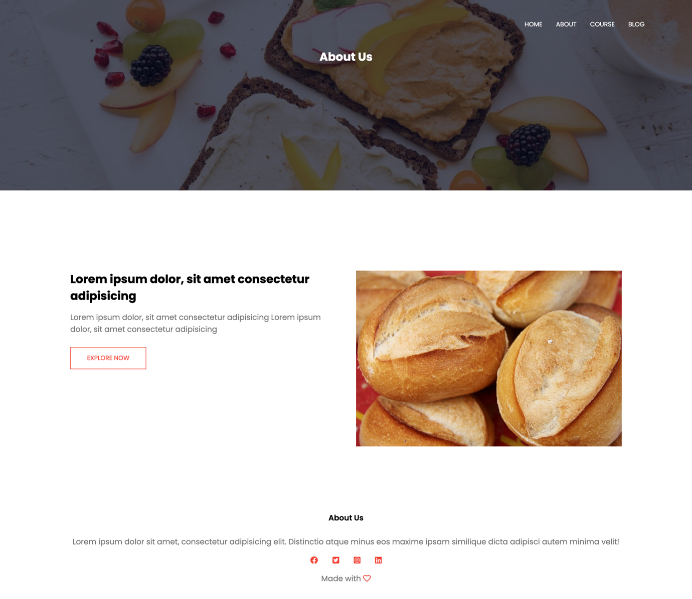 HOME ABOUT COURSE BLOG
About Us
Lorem ipsum dolor, sit amet consectetur
adipisicing
Lorem ipsum dolor, sit amet consectetur adipisicing Lorem ipsum
dolor, sit amet consectetur adipisicing
EXPLORE NOW
About Us
Lorem ipsum dolor sit amet, consectetur adipisicing elit. Distinctio atque minus eos maxime ipsam similique dicta adipisci autem minima velit!
Made with